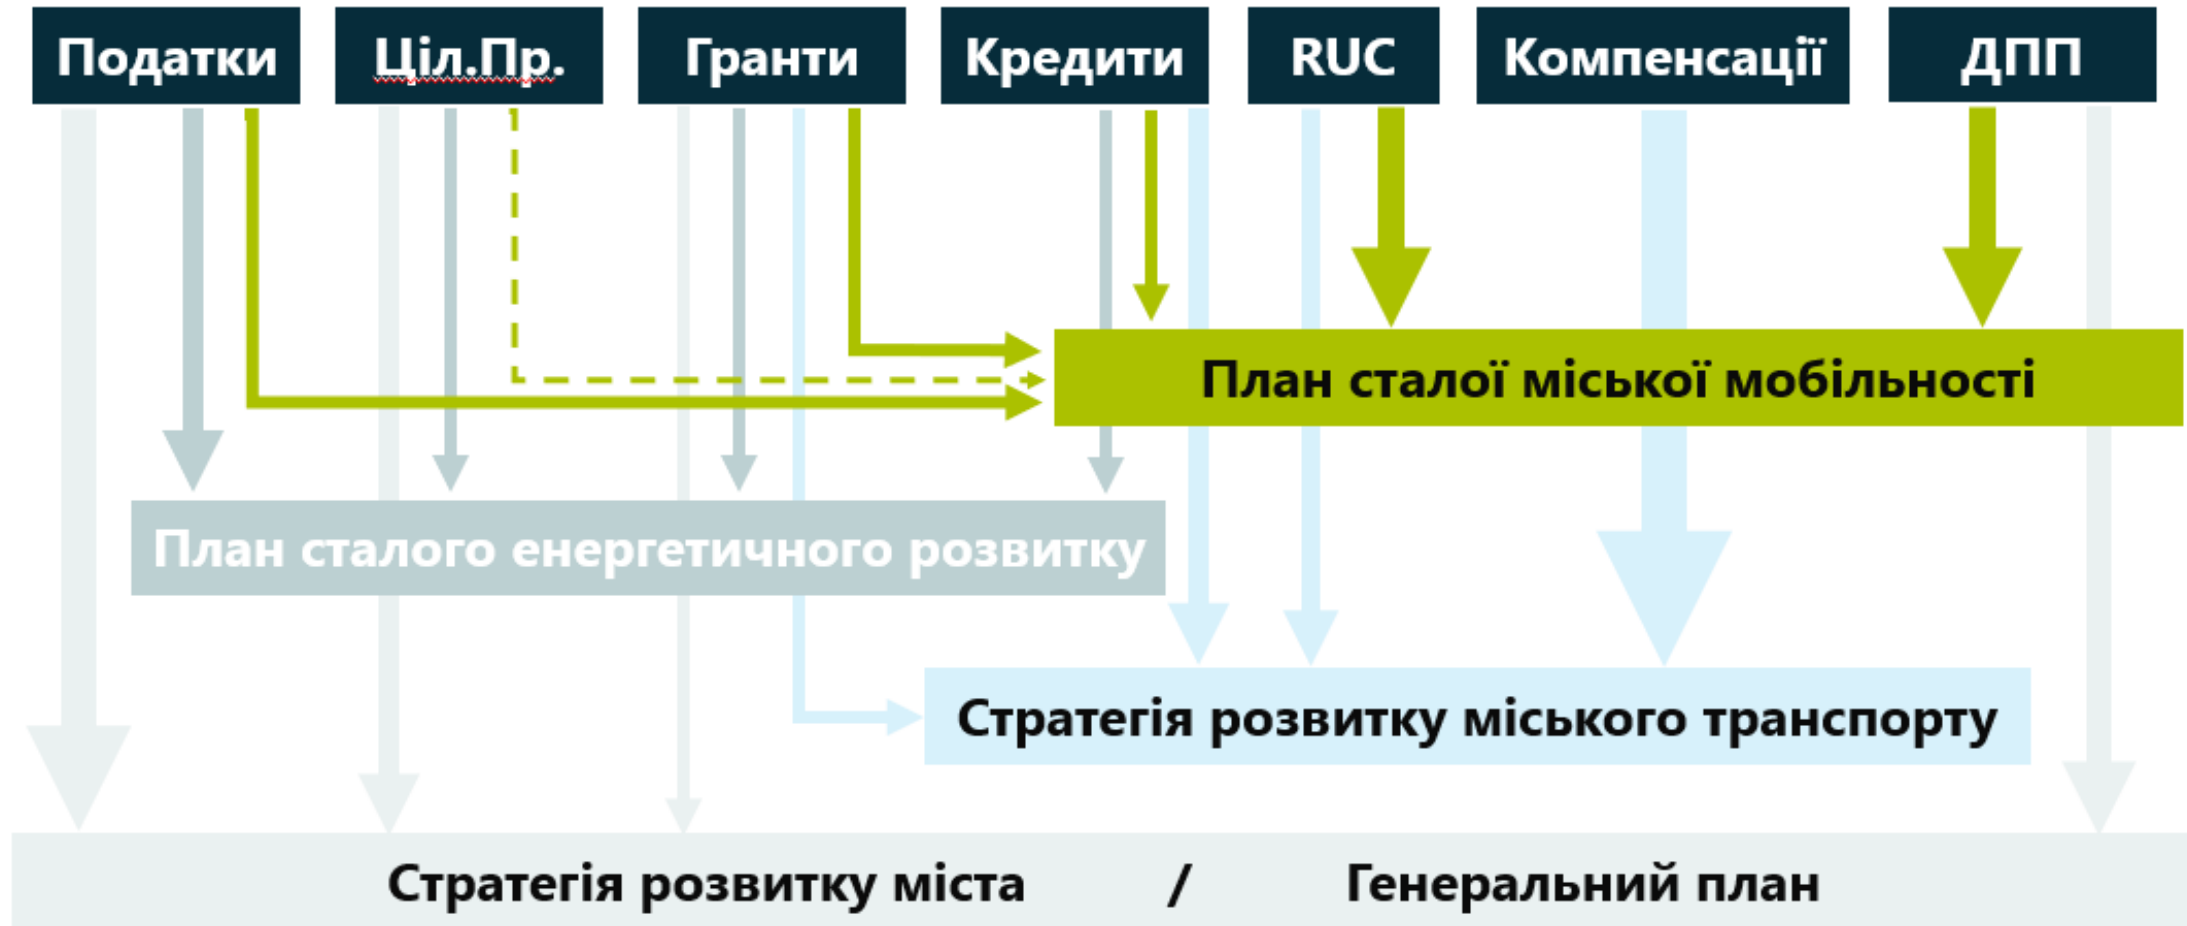 Податки Ціл.Пр. Гранти Кредити RUC Компенсації ДПП
План сталої міської мобільності
План сталого енергетичного розвитку
Стратегія розвитку міського транспорту
Стратегія розвитку міста / Генеральний план